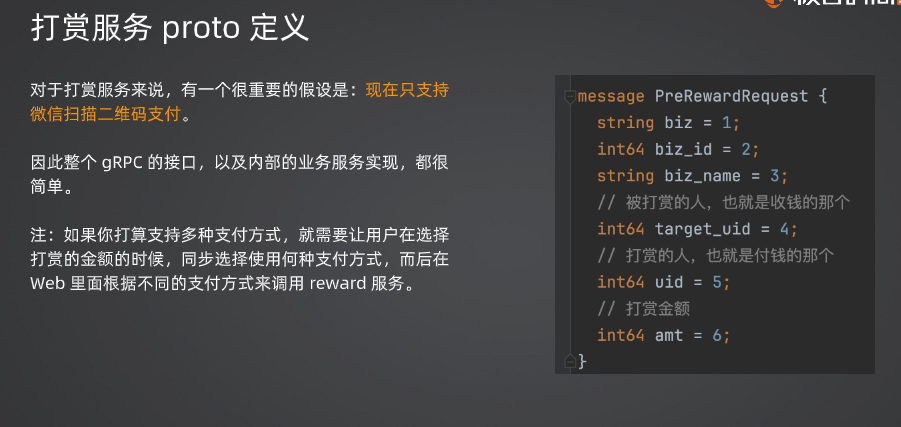 打赏服务 proto 定义
对于打赏服务来说，有一个很重要的假设是：现在只支持
微信扫描二维码支付。
因此整个 gRPC 的接口，以及内部的业务服务实现，都很
简单。
注：如果你打算支持多种支付方式，就需要让用户在选择
打赏的金额的时候，同步选择使用何种支付方式，而后在
Web 里面根据不同的支付方式来调用 reward 服务。
message PreRewardRequest {
string biz = 1;
int64 biz_id = 2;
string biz_name = 3;
// 被打赏的人，也就是收钱的那个
int64 target_uid = 4;
// 打赏的人，也就是付钱的那个
int64 uid = 5;
// 打赏金额
int64 amt = 6;
}